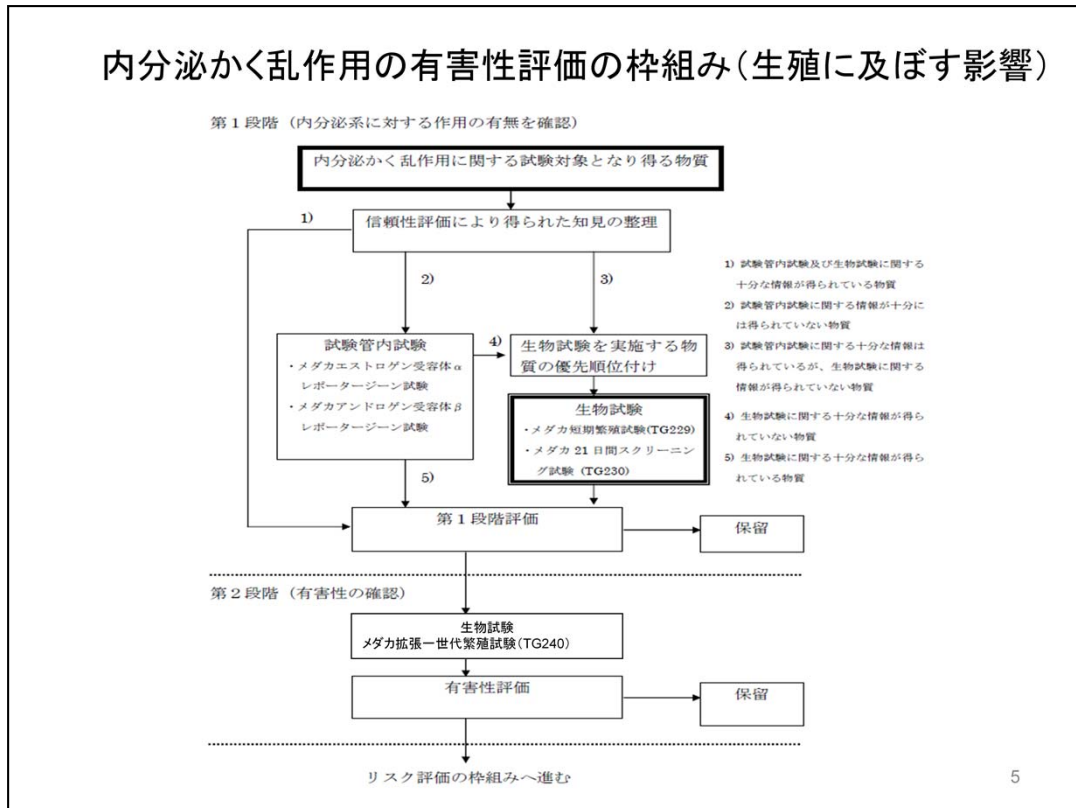 内分泌かく乱作用の有害性評価の枠組み(生殖に及ぼす影響)
第1段階(内分泌系に対する作用の有無を確認)
内分泌かく乱作用に関する試験対象となり得る物質
1)
信頼性評価により得られた知見の整理
2)
3)
1) 試験管内試験及び生物試験に関する
十分な情報が得られている物質
2) 試験管内試験に関する情報が十分に
は得られていない物質
3) 試験管内試験に関する十分な情報は
得られているが、生物試験に関する
情報が得られていない物質
4) 生物試験に関する十分な情報が得ら
れていない物質
5) 生物試験に関する十分な情報が得ら
れている物質
試験管内試験
・メダカエストロゲン受容体α
レポータージーン試験
・メダカアンドロゲン受容体β
レポータージーン試験
4)
生物試験を実施する物
質の優先順位付け
生物試験
・メダカ短期繁殖試験(TG229)
・メダカ21日間スクリーニン
グ試験 (TG230)
5)
第1段階評価
保留
第2段階(有害性の確認)
生物試験
メダカ拡張一世代繁殖試験(TG240)
有害性評価
保留
リスク評価の枠組みへ進む
5